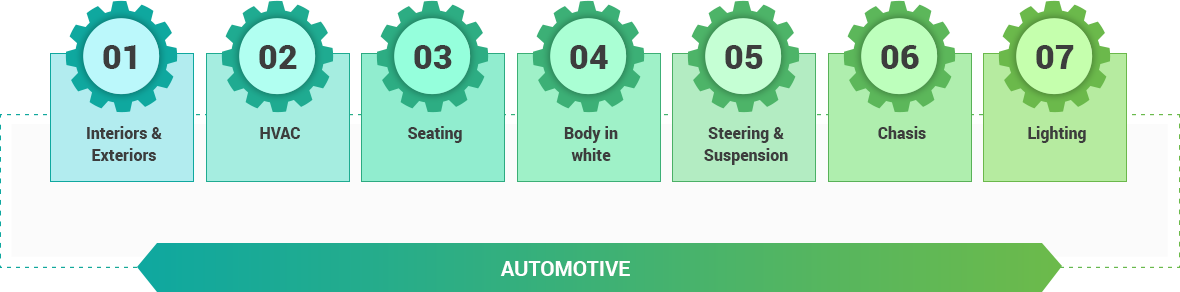 01
Interiors &
Exteriors
02
HVAC
03
Seating
04
Body in
white
05
Steering &
Suspension
06
Chasis
07
Lighting
AUTOMOTIVE